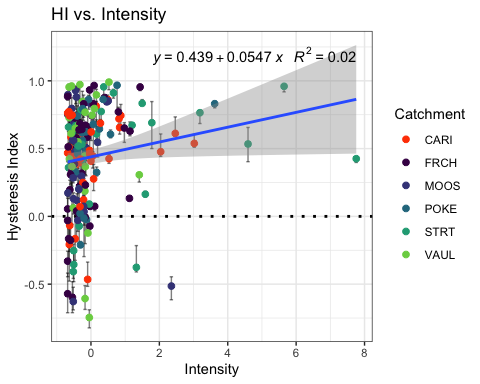 HI vs. Intensity
y = 0.439 + 0.0547 x R² = 0.02
1.0
0.5
0.0
-0.5
Hysteresis Index
0 2 4 6 8
Intensity
Catchment
CARI
FRCH
MOOS
POKE
STRT
VAUL